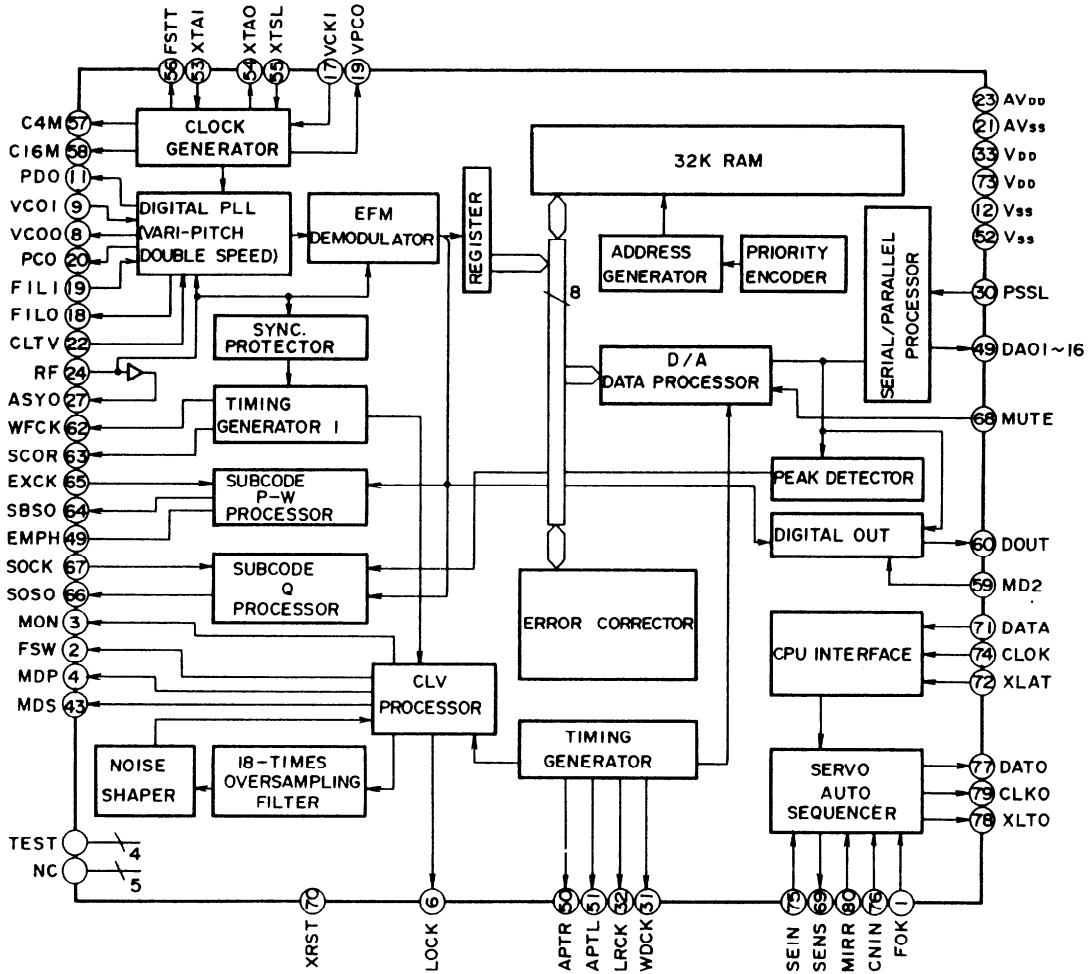 FSTT 56
XTAI 53
XTAO 54
XTSL 55
VCKI 17
VPCO 19
C4M 57
C16M 58
PDO 11
VCOI 9
VCOO 8
PCO 20
FILI 19
FILO 18
CLTV 22
RF 24
ASYO 27
WFCK 62
SCOR 63
EXCK 65
SBSO 64
EMPH 49
SOCK 67
SOSO 66
MON 3
FSW 2
MDP 4
MDS 43
TEST
4
NC
5
CLOCK
GENERATOR
DIGITAL PLL
(VARI-PITCH
DOUBLE SPEED)
EFM
DEMODULATOR
REGISTER
SYNC.
PROTECTOR
TIMING
GENERATOR 1
SUBCODE
P-W
PROCESSOR
SUBCODE
Q
PROCESSOR
CLV
PROCESSOR
NOISE
SHAPER
18-TIMES
OVERSAMPING
FILTER
32K RAM
ADDRESS
GENERATOR
PRIORITY
ENCODER
8
D/A
DATA PROCESSOR
SERIAL/PARALLEL
PROCESSOR
PEAK DETECTOR
DIGITAL OUT
ERROR CORRECTOR
CPU INTERFACE
TIMING
GENERATOR
SERVO
AUTO
SEQUENCER
23 AVDD
21 AVSS
33 VDD
73 VDD
12 VSS
52 VSS
30 PSSL
49 DAO1~16
68 MUTE
60 DOUT
59 MD2
71 DATA
74 CLOK
72 XLAT
77 DATO
79 CLKO
78 XLTO
XRST 70
LOCK 6
APTR 50
APTL 51
LRCK 32
WDCK 31
SEIN 75
SENS 69
MIRR 80
CNIN 76
FOK 1